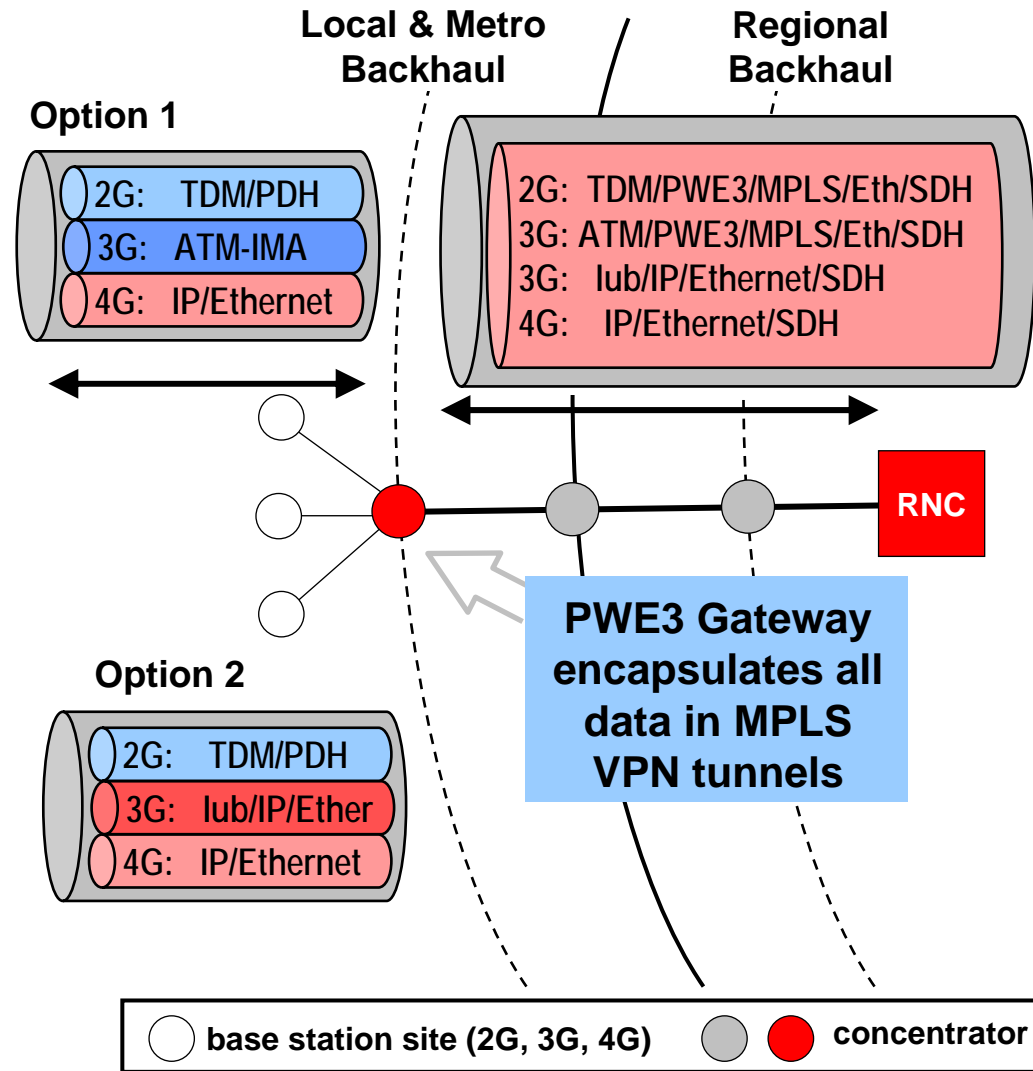 Local & Metro
Backhaul
Regional
Backhaul
Option 1
2G: TDM/PDH
3G: ATM-IMA
4G: IP/Ethernet
2G: TDM/PWE3/MPLS/Eth/SDH
3G: ATM/PWE3/MPLS/Eth/SDH
3G: Iub/IP/Ethernet/SDH
4G: IP/Ethernet/SDH
RNC
PWE3 Gateway
encapsulates all
data in MPLS
VPN tunnels
Option 2
2G: TDM/PDH
3G: Iub/IP/Ether
4G: IP/Ethernet
base station site (2G, 3G, 4G)
concentrator